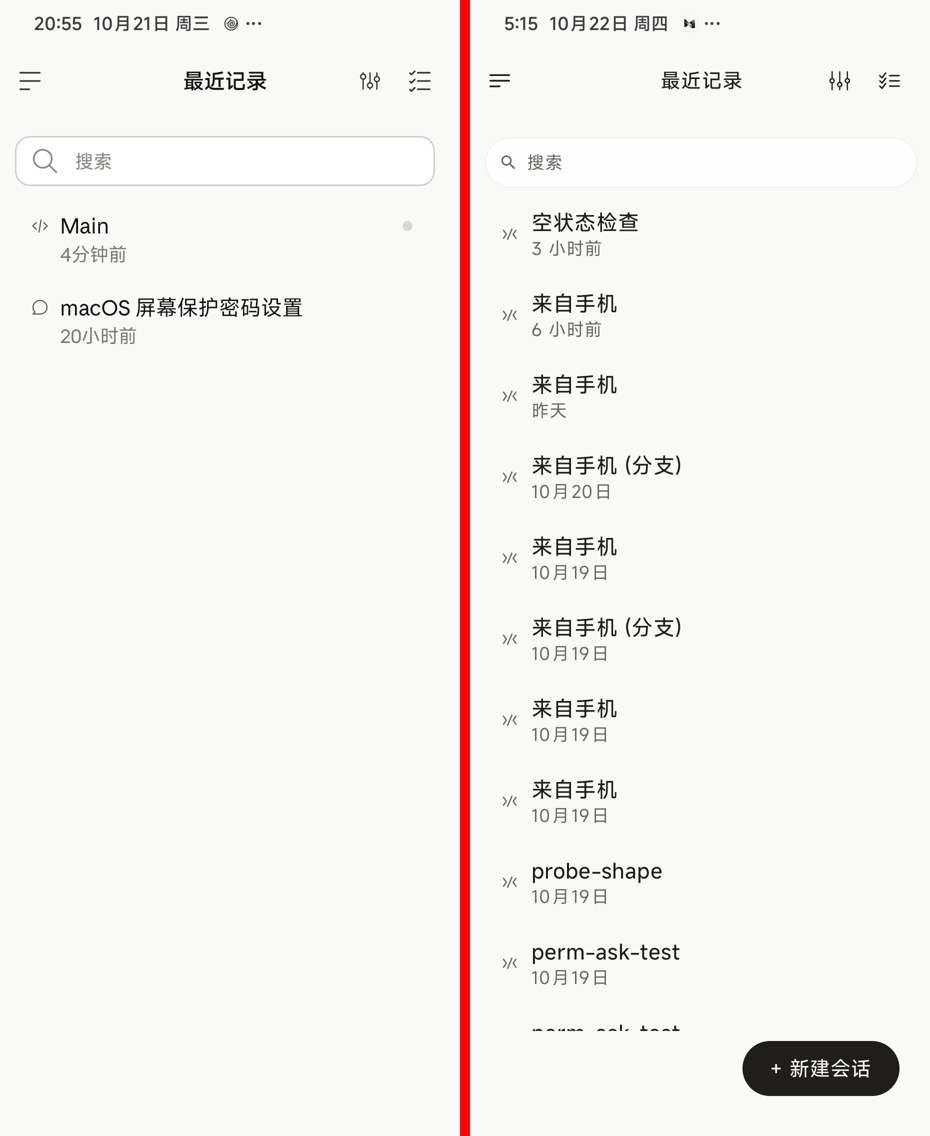 20:55 10月21日 周三
最近记录
搜索
Main
4分钟前
macOS 屏幕保护密码设置
20小时前
5:15 10月22日 周四
最近记录
搜索
空状态检查
3 小时前
来自手机
6 小时前
来自手机
昨天
来自手机 (分支)
10月20日
来自手机
10月19日
来自手机 (分支)
10月19日
来自手机
10月19日
来自手机
10月19日
probe-shape
10月19日
perm-ask-test
10月19日
perm-ask-test
+ 新建会话